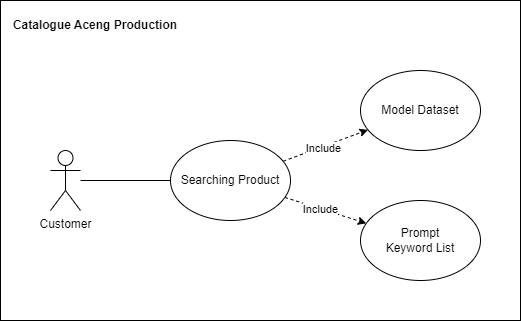 Catalogue Aceng Production
Model Dataset
Include
Searching Product
Include
Customer
Prompt
Keyword List